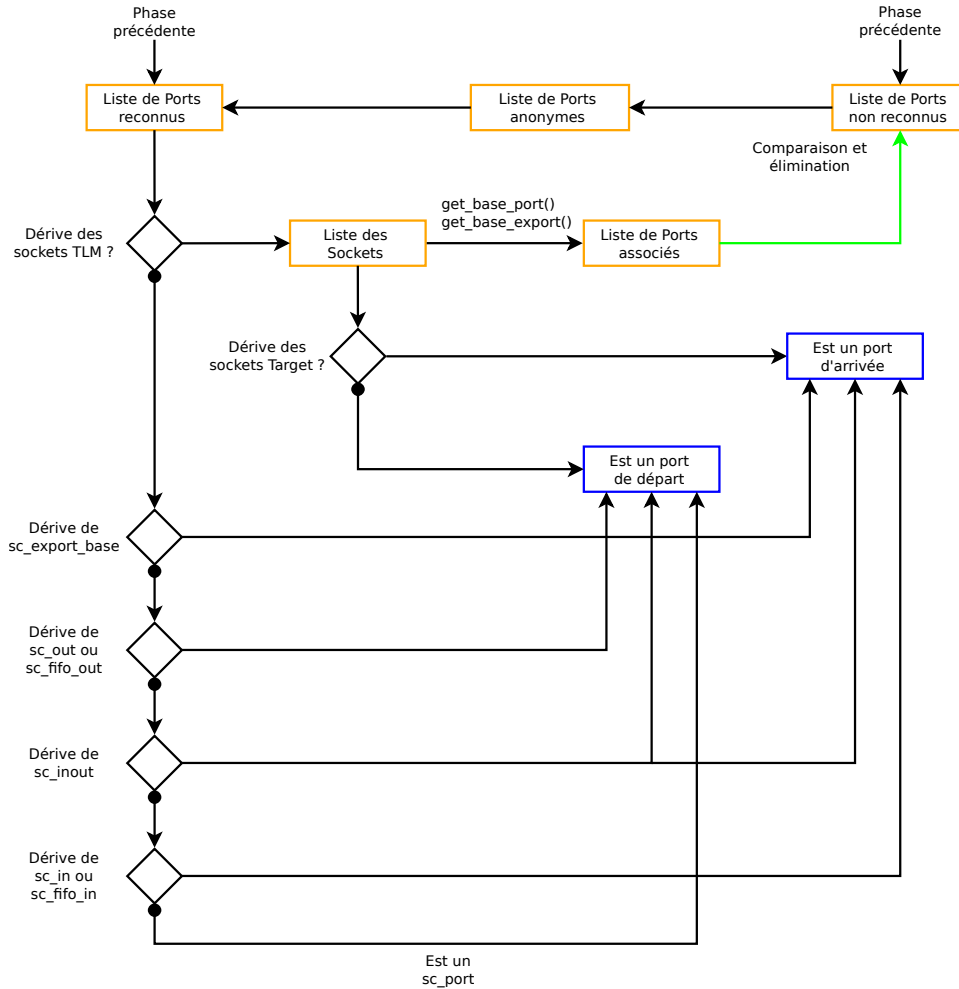 Phase
précédente
Phase
précédente
Liste de Ports
reconnus
Liste de Ports
anonymes
Liste de Ports
non reconnus
Comparaison et
élimination
Dérive des
sockets TLM ?
Liste des
Sockets
get_base_port()
get_base_export()
Liste de Ports
associés
Dérive des
sockets Target ?
Est un port
d'arrivée
Est un port
de départ
Dérive de
sc_export_base
Dérive de
sc_out ou
sc_fifo_out
Dérive de
sc_inout
Dérive de
sc_in ou
sc_fifo_in
Est un
sc_port